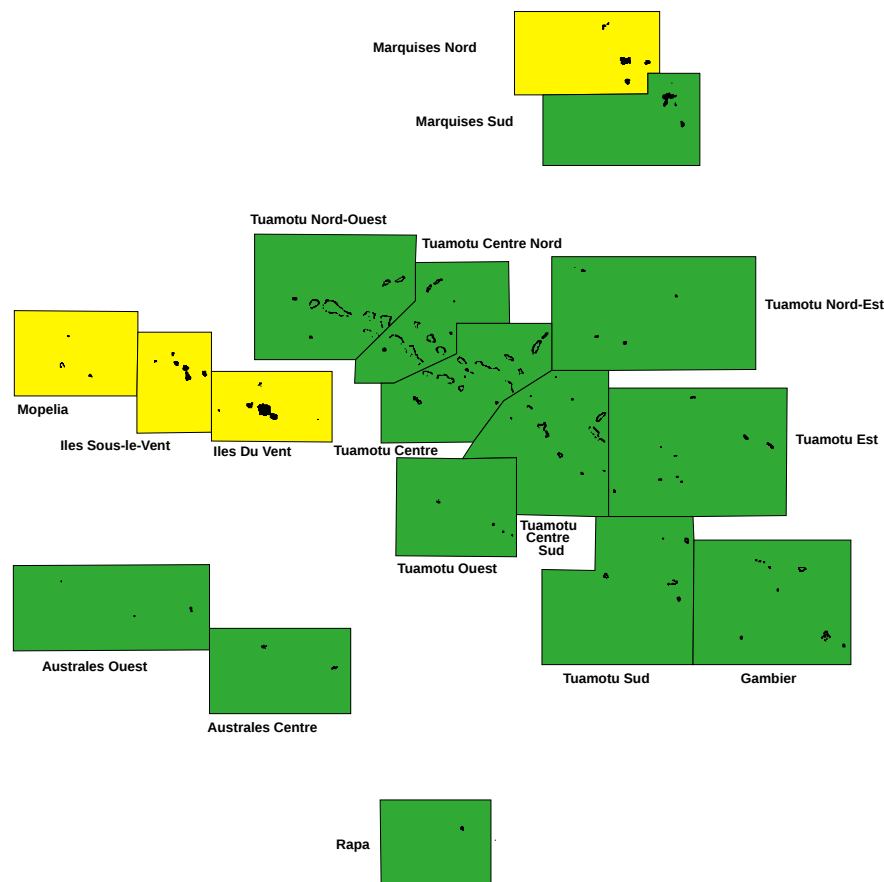 Marquises Nord
Marquises Sud
Tuamotu Nord-Ouest
Tuamotu Centre Nord
Tuamotu Nord-Est
Mopelia
Iles Sous-le-Vent
Iles Du Vent
Tuamotu Centre
Tuamotu Est
Tuamotu
Centre
Sud
Tuamotu Ouest
Australes Ouest
Tuamotu Sud
Gambier
Australes Centre
Rapa